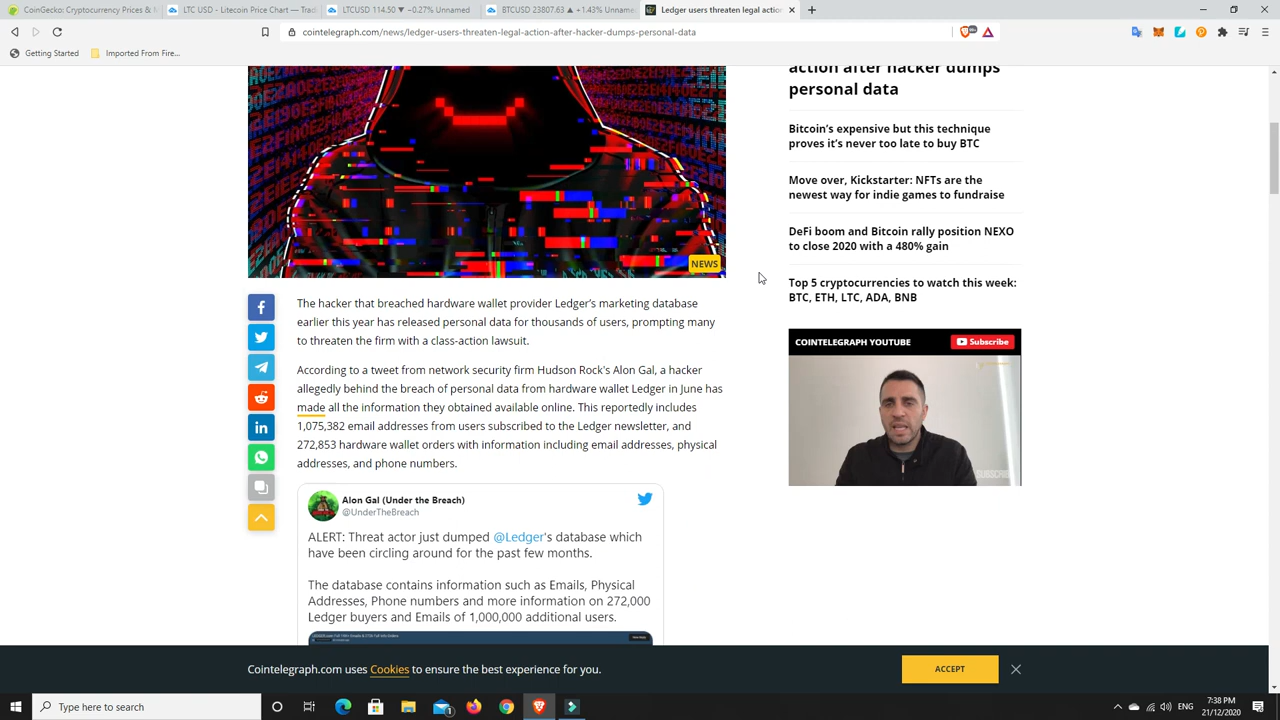 CoinGecko: Cryptocurrency Prices &
LTC USD - Litecoin Price Chart — Trad
LTCUSD 114.50 ▼ −0.27% Unnamed
BTCUSD 23807.63 ▲ +1.43% Unname
Ledger users threaten legal action
cointelegraph.com/news/ledger-users-threaten-legal-action-after-hacker-dumps-personal-data
Getting Started
Imported From Fire...
action after hacker dumps
personal data
Bitcoin's expensive but this technique
proves it's never too late to buy BTC
Move over, Kickstarter: NFTs are the
newest way for indie games to fundraise
DeFi boom and Bitcoin rally position NEXO
to close 2020 with a 480% gain
Top 5 cryptocurrencies to watch this week:
BTC, ETH, LTC, ADA, BNB
NEWS
The hacker that breached hardware wallet provider Ledger's marketing database
earlier this year has released personal data for thousands of users, prompting many
to threaten the firm with a class-action lawsuit.
According to a tweet from network security firm Hudson Rock's Alon Gal, a hacker
allegedly behind the breach of personal data from hardware wallet Ledger in June has
made all the information they obtained available online. This reportedly includes
1,075,382 email addresses from users subscribed to the Ledger newsletter, and
272,853 hardware wallet orders with information including email addresses, physical
addresses, and phone numbers.
COINTELEGRAPH YOUTUBE
Subscribe
SUBSCRIBE
Alon Gal (Under the Breach)
@UnderTheBreach
ALERT: Threat actor just dumped @Ledger's database which
have been circling around for the past few months.
The database contains information such as Emails, Physical
Addresses, Phone numbers and more information on 272,000
Ledger buyers and Emails of 1,000,000 additional users.
Cointelegraph.com uses Cookies to ensure the best experience for you.
ACCEPT
Type here to search
ENG
7:38 PM
21/12/2020